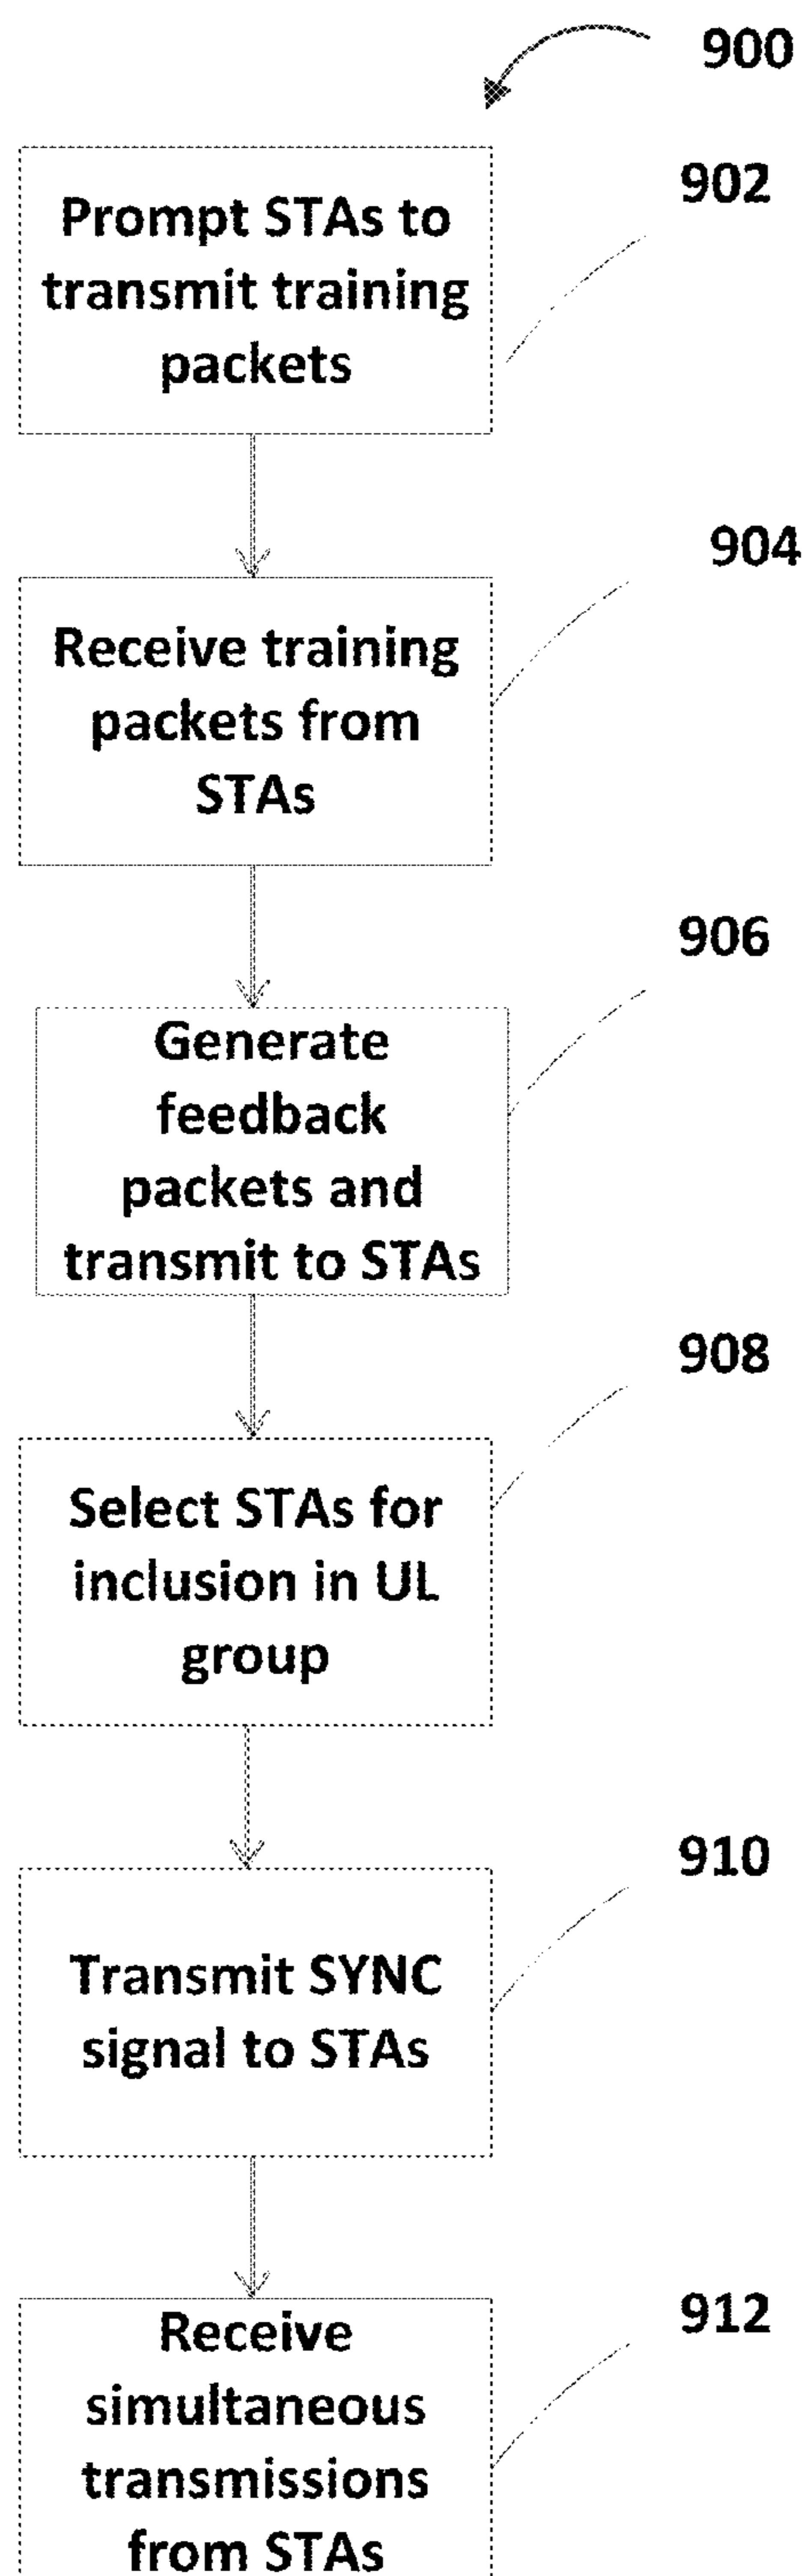 900
902
Prompt STAs to
transmit training
packets
904
Receive training
packets from
STAs
906
Generate
feedback
packets and
transmit to STAs
908
Select STAs for
inclusion in UL
group
910
Transmit SYNC
signal to STAs
912
Receive
simultaneous
transmissions
from STAs